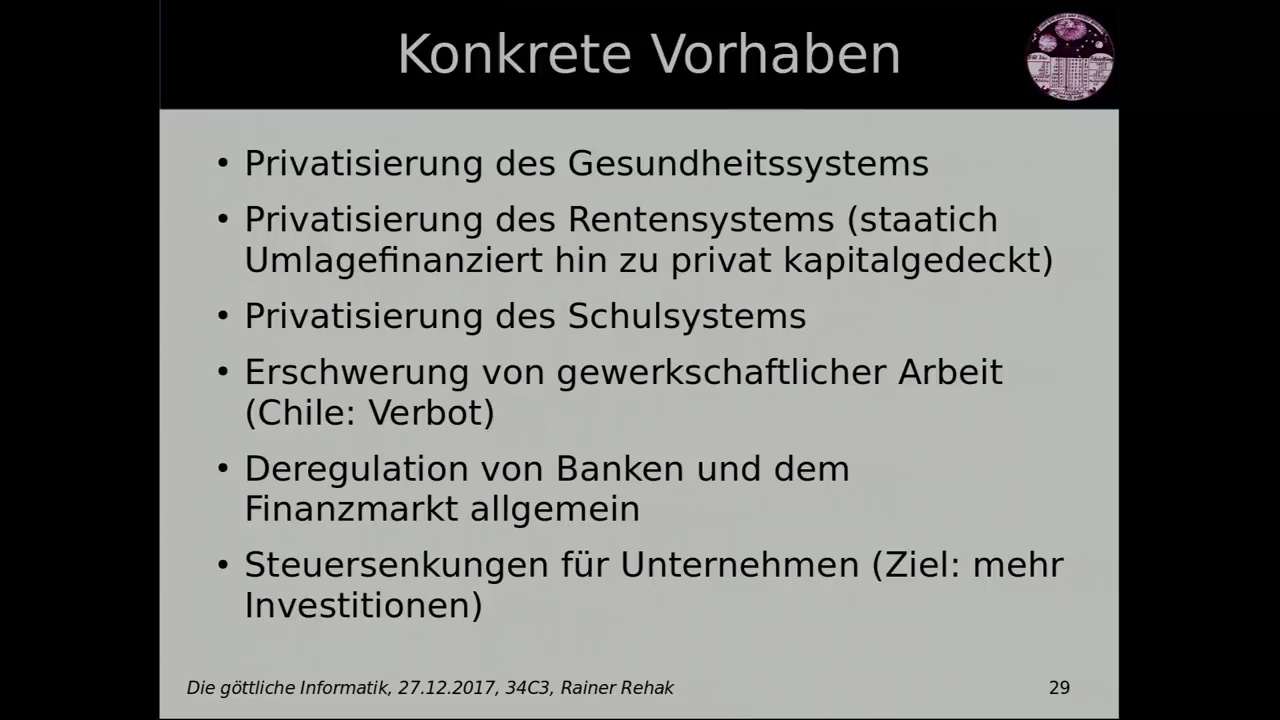 Konkrete Vorhaben
• Privatisierung des Gesundheitssystems
• Privatisierung des Rentensystems (staatich
Umlagefinanziert hin zu privat kapitalgedeckt)
• Privatisierung des Schulsystems
• Erschwerung von gewerkschaftlicher Arbeit
(Chile: Verbot)
• Deregulation von Banken und dem
Finanzmarkt allgemein
• Steuersenkungen für Unternehmen (Ziel: mehr
Investitionen)
Die göttliche Informatik, 27.12.2017, 34C3, Rainer Rehak
29